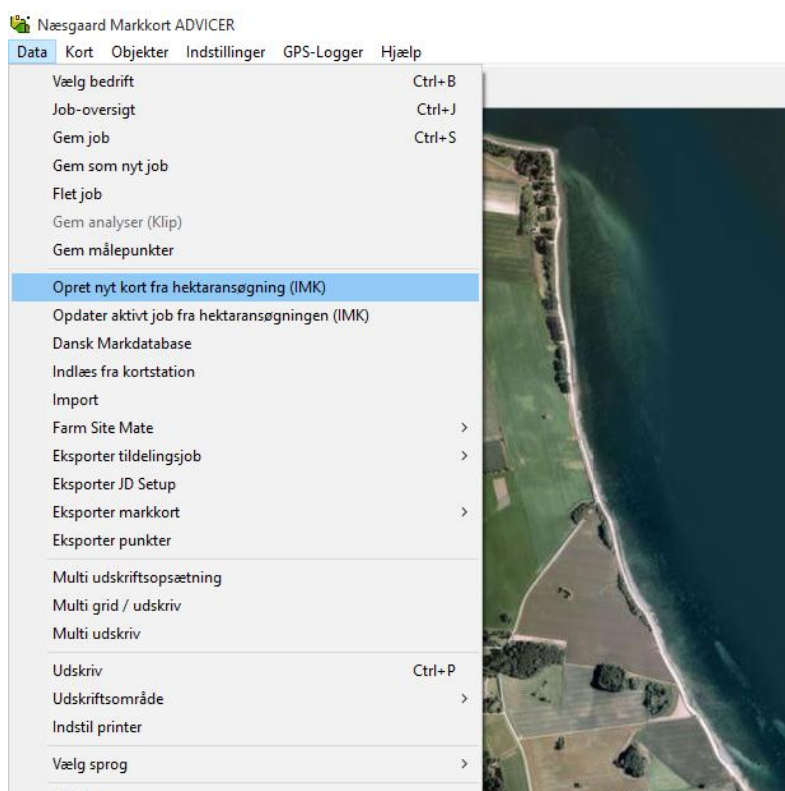 Næsgaard Markkort ADVICER
Data Kort Objekter Indstillinger GPS-Logger Hjælp
Vælg bedrift Ctrl+B
Job-oversigt Ctrl+J
Gem job Ctrl+S
Gem som nyt job
Flet job
Gem analyser (Klip)
Gem målepunkter
Opret nyt kort fra hektaransøgning (IMK)
Opdater aktivt job fra hektaransøgningen (IMK)
Dansk Markdatabase
Indlæs fra kortstation
Import
Farm Site Mate >
Eksporter tildelingsjob >
Eksporter JD Setup
Eksporter markkort >
Eksporter punkter
Multi udskriftsopsætning
Multi grid / udskriv
Multi udskriv
Udskriv Ctrl+P
Udskriftsområde >
Indstil printer
Vælg sprog >